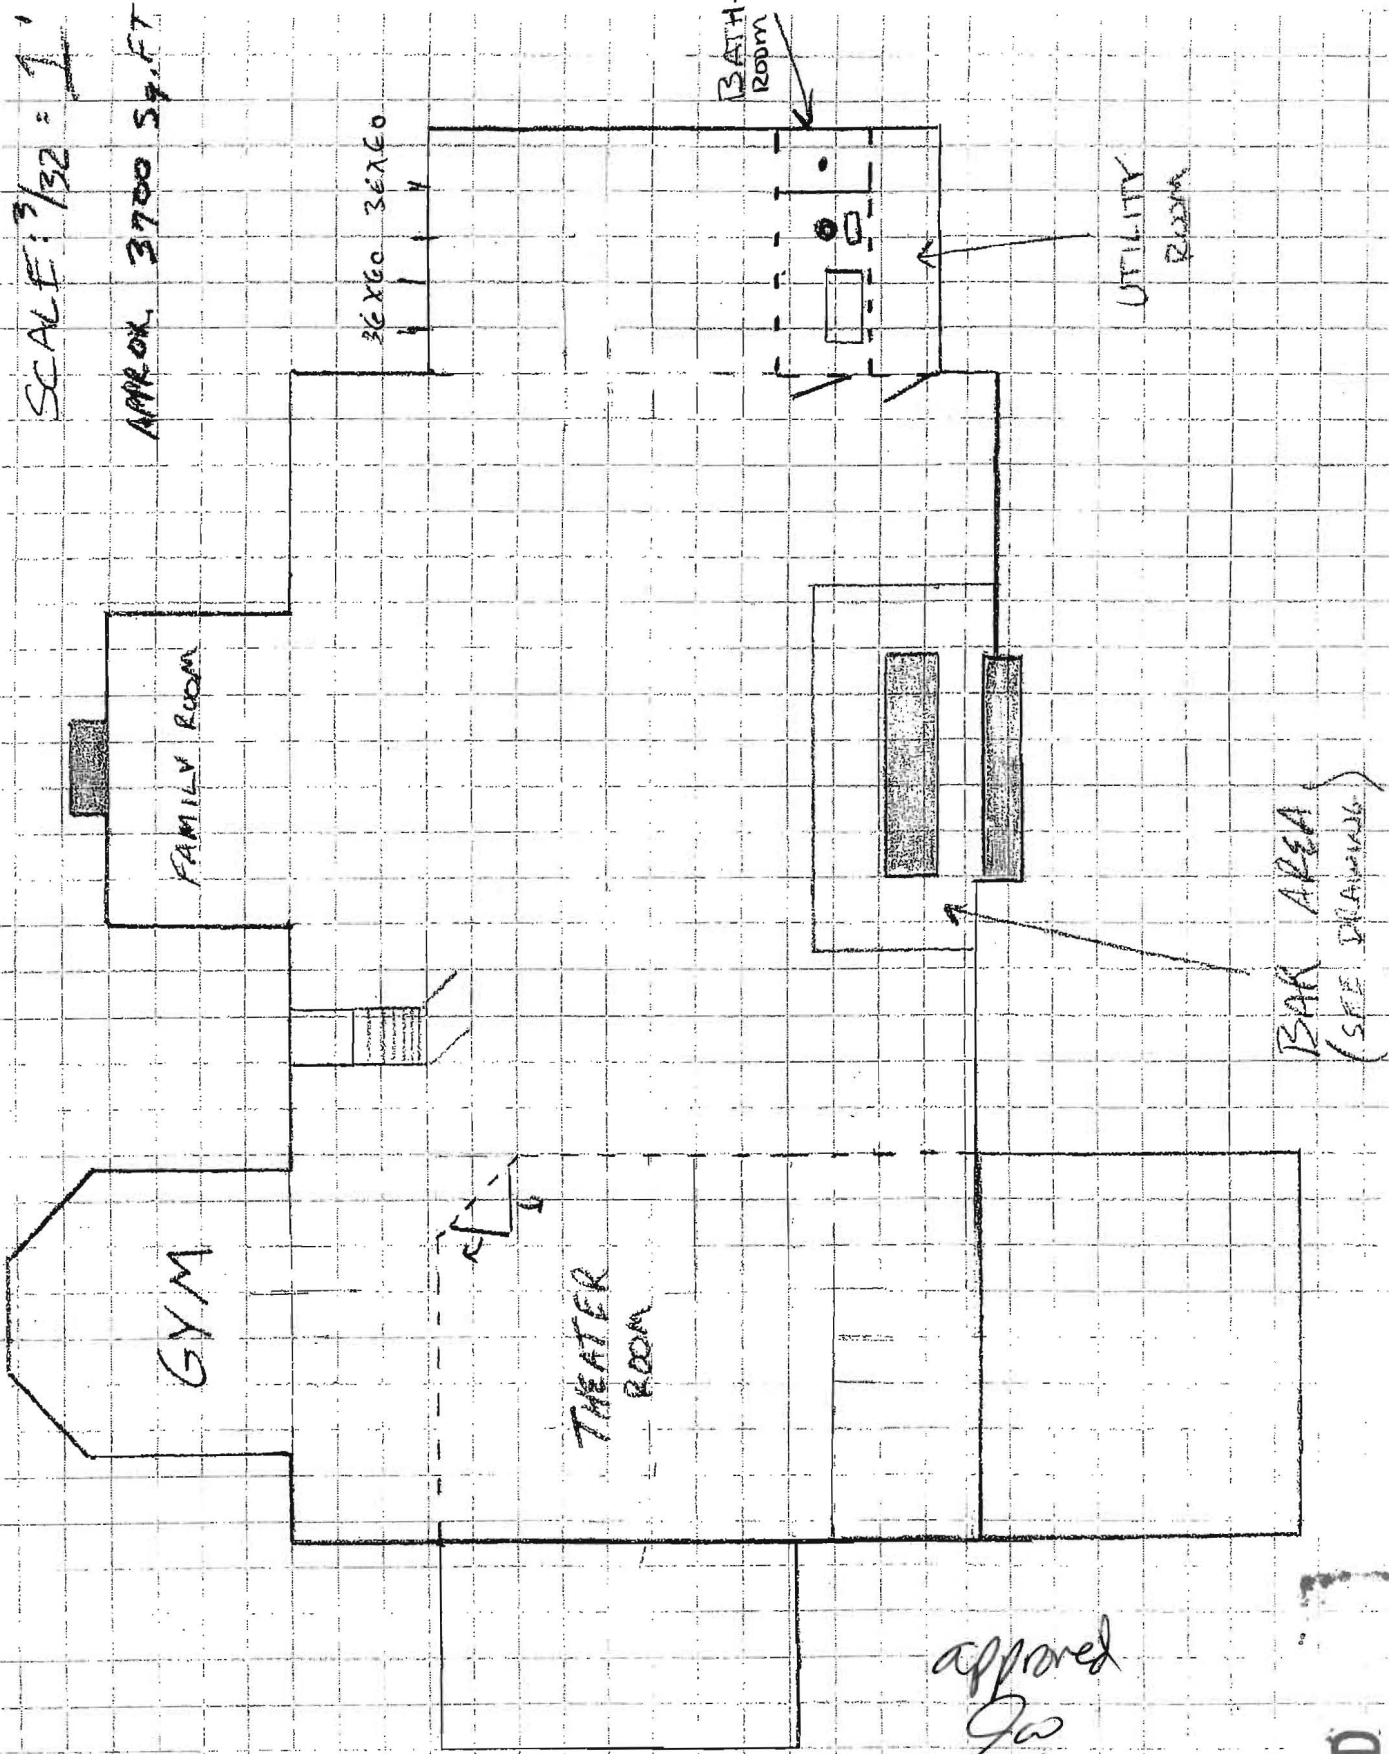 SCALE: 3/32 = 1'
APPROX. 3700 Sq. FT
36X60 36X60
BATH-
ROOM
FAMILY ROOM
UTILITY
ROOM
GYM
THEATER
ROOM
BAR AREA
(SEE DRAWING)
approved
D